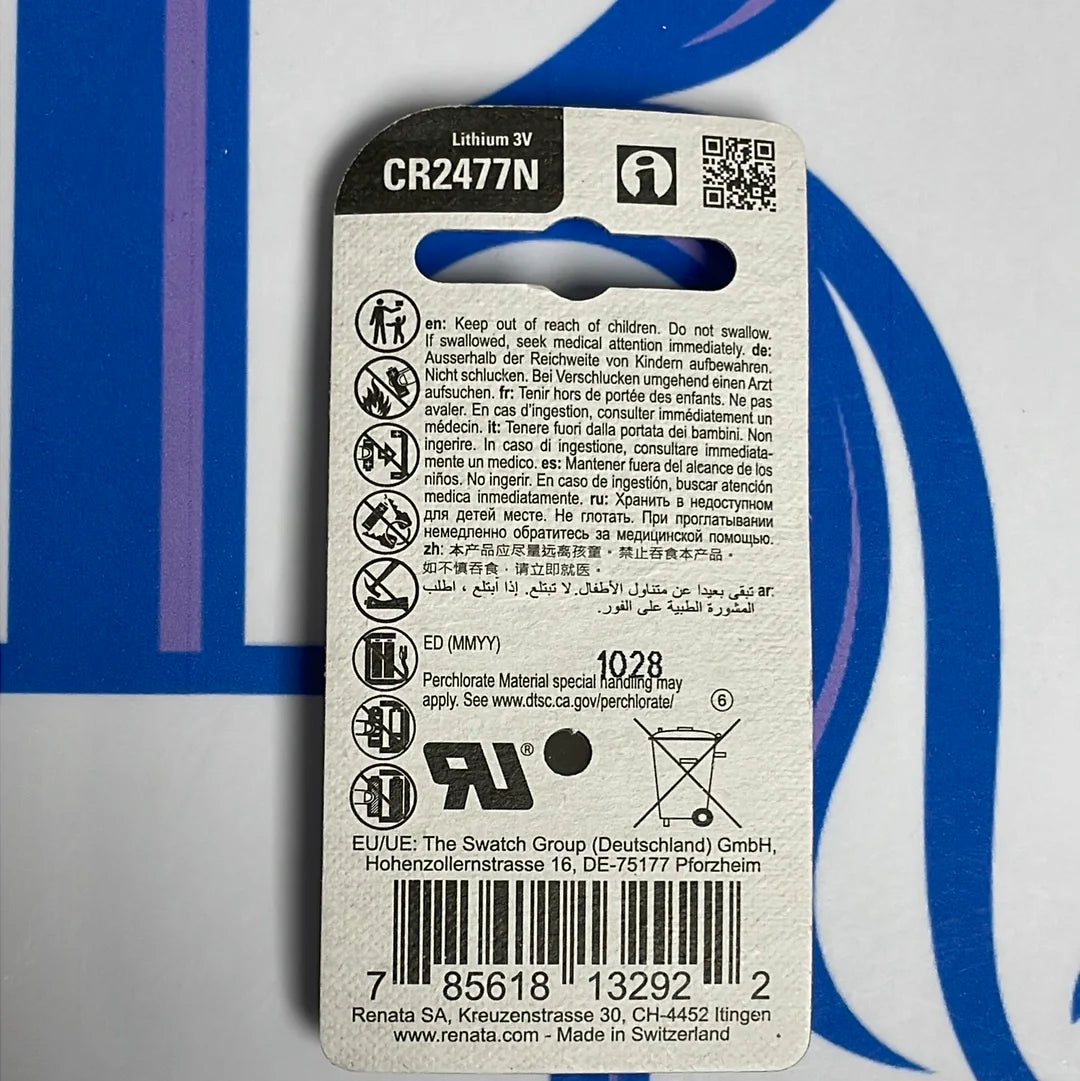 Lithium 3V
CR2477N
en: Keep out of reach of children. Do not swallow.
If swallowed, seek medical attention immediately. de:
Ausserhalb der Reichweite von Kindern aufbewahren.
Nicht schlucken. Bei Verschlucken umgehend einen Arzt
aufsuchen. fr: Tenir hors de portée des enfants. Ne pas
avaler. En cas d'ingestion, consulter immédiatement un
médecin. it: Tenere fuori dalla portata dei bambini. Non
ingerire. In caso di ingestione, consultare immediata-
mente un medico. es: Mantener fuera del alcance de los
niños. No ingerir. En caso de ingestión, buscar atención
medica inmediatamente. ru: Хранить в недоступном
для детей месте. Не глотать. При проглатывании
немедленно обратитесь за медицинской помощью.
zh: 本产品应尽量远离孩童。禁止吞食本产品。
如不慎吞食，请立即就医。
ar: تبقى بعيدا عن متناول الأطفال. لا تبتلع. إذا أبتلع ، اطلب
المشورة الطبية على الفور.
ED (MMYY)
1028
Perchlorate Material special handling may
apply. See www.dtsc.ca.gov/perchlorate/
6
RU®
EU/UE: The Swatch Group (Deutschland) GmbH,
Hohenzollernstrasse 16, DE-75177 Pforzheim
7 85618 13292 2
Renata SA, Kreuzenstrasse 30, CH-4452 Itingen
www.renata.com - Made in Switzerland